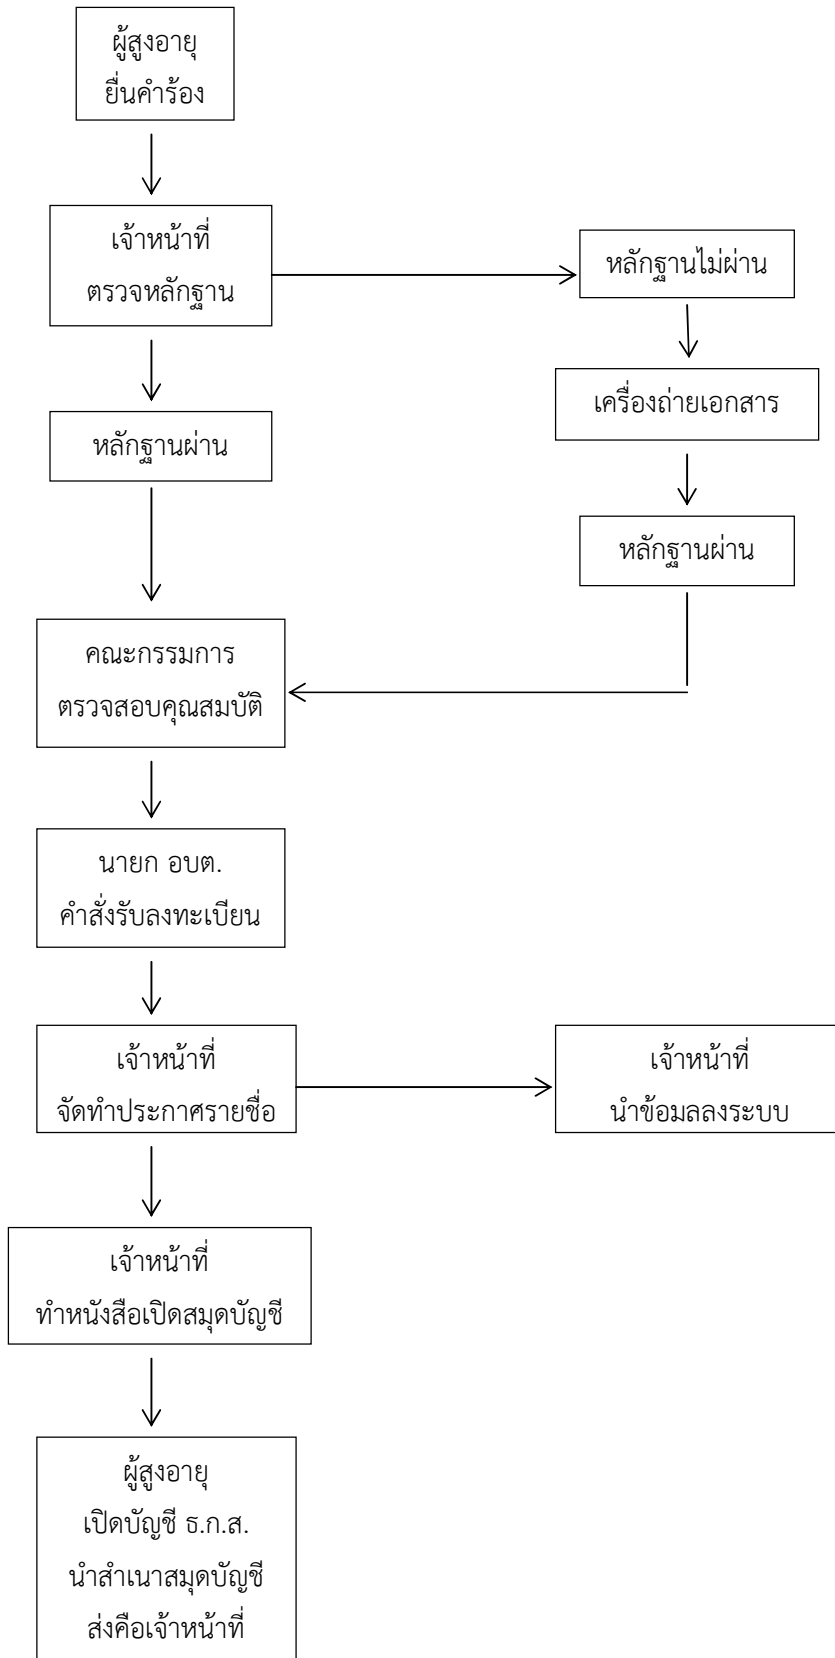 ผู้สูงอายุ
ยื่นคำร้อง
เจ้าหน้าที่
ตรวจหลักฐาน
หลักฐานไม่ผ่าน
เครื่องถ่ายเอกสาร
หลักฐานผ่าน
หลักฐานผ่าน
คณะกรรมการ
ตรวจสอบคุณสมบัติ
นายก อบต.
คำสั่งรับลงทะเบียน
เจ้าหน้าที่
จัดทำประกาศรายชื่อ
เจ้าหน้าที่
นำข้อมลลงระบบ
เจ้าหน้าที่
ทำหนังสือเปิดสมุดบัญชี
ผู้สูงอายุ
เปิดบัญชี ธ.ก.ส.
นำสำเนาสมุดบัญชี
ส่งคือเจ้าหน้าที่